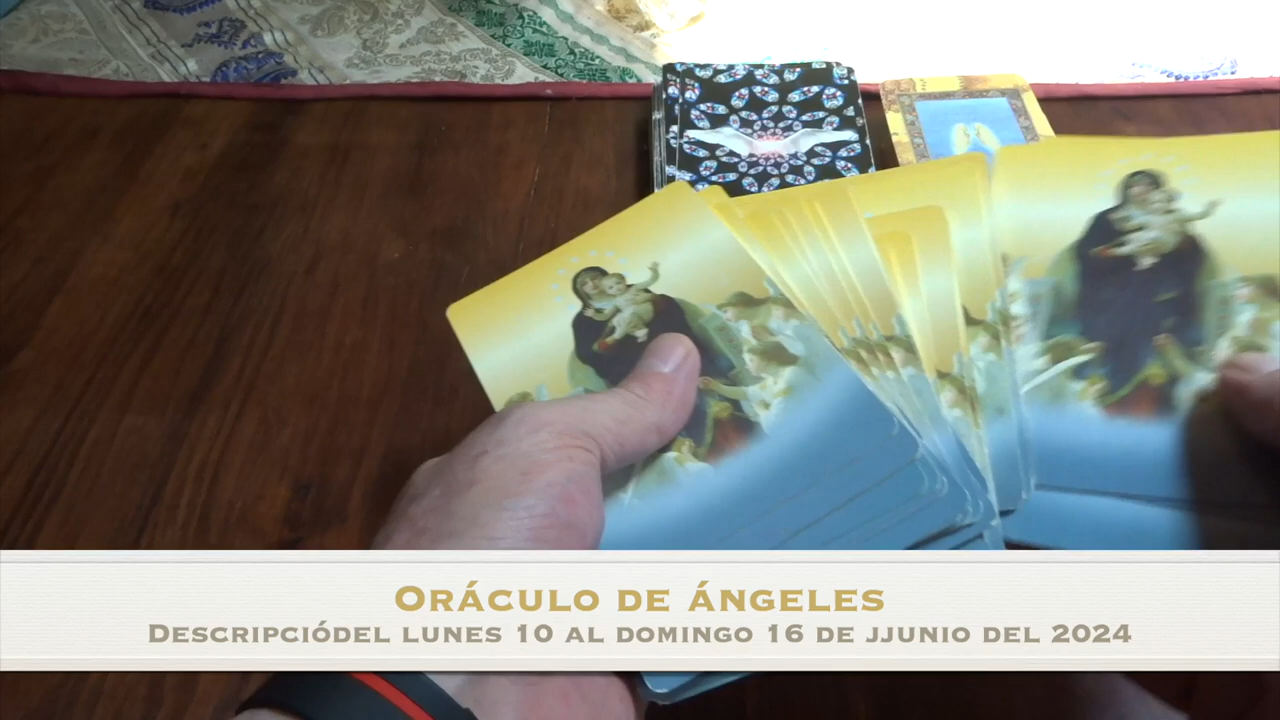 Oráculo de ángeles
Descripciódel lunes 10 al domingo 16 de jjunio del 2024